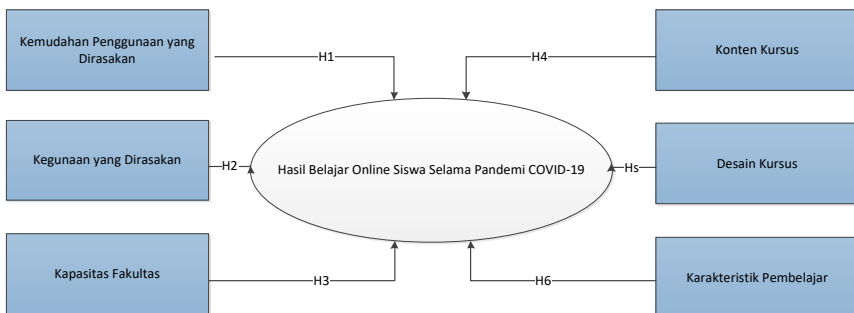 Kemudahan Penggunaan yang
Dirasakan
H1
H4
Konten Kursus
Kegunaan yang Dirasakan
H2
Hasil Belajar Online Siswa Selama Pandemi COVID-19
Hs
Desain Kursus
Kapasitas Fakultas
H3
H6
Karakteristik Pembelajar